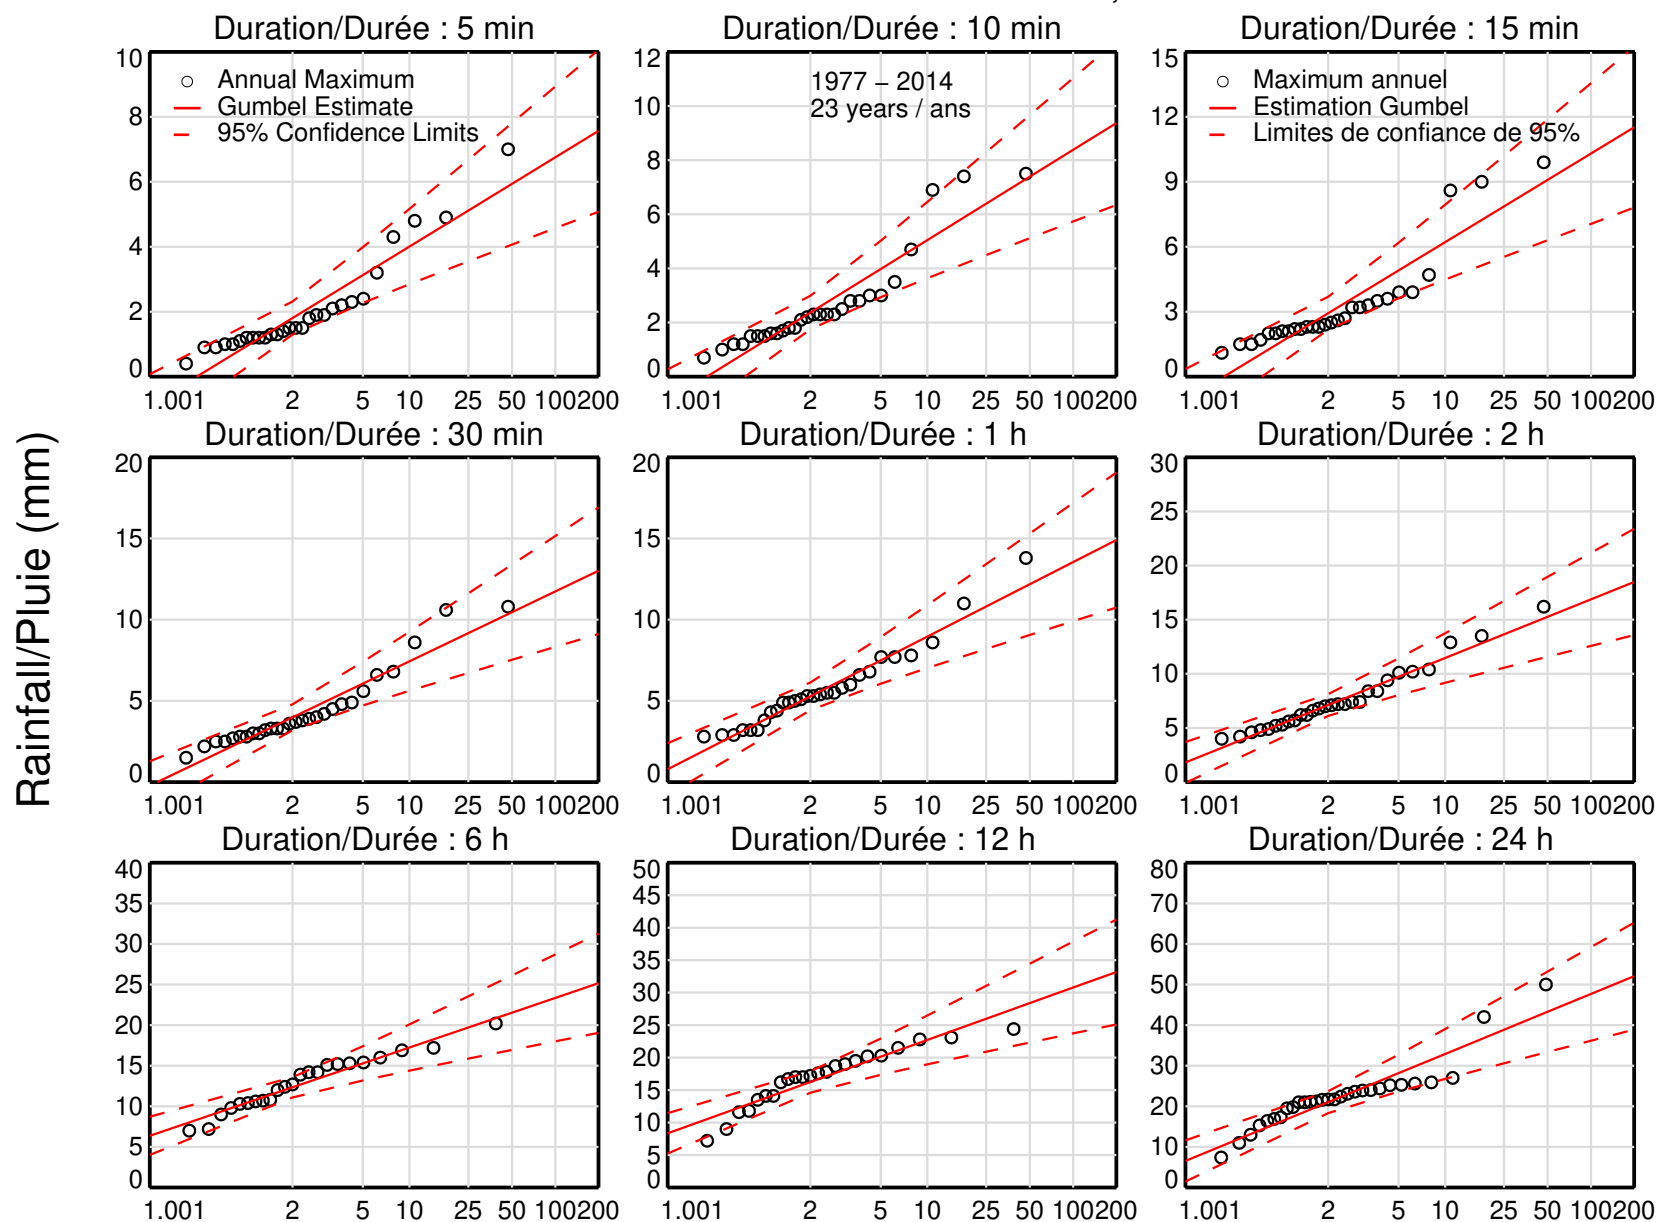 Duration/Durée : 5 min
Duration/Durée : 10 min
Duration/Durée : 15 min
10
8
6
4
2
0
Annual Maximum
Gumbel Estimate
95% Confidence Limits
12
10
8
6
4
2
0
1977 − 2014
23 years / ans
15
12
9
6
3
0
Maximum annuel
Estimation Gumbel
Limites de confiance de 95%
1.001 2 5 10 25 50 100200
1.001 2 5 10 25 50 100200
1.001 2 5 10 25 50 100200
Rainfall/Pluie (mm)
Duration/Durée : 30 min
Duration/Durée : 1 h
Duration/Durée : 2 h
20
15
10
5
0
20
15
10
5
0
30
25
20
15
10
5
0
1.001 2 5 10 25 50 100200
1.001 2 5 10 25 50 100200
1.001 2 5 10 25 50 100200
Duration/Durée : 6 h
Duration/Durée : 12 h
Duration/Durée : 24 h
40
35
30
25
20
15
10
5
0
50
45
40
35
30
25
20
15
10
5
0
80
70
60
50
40
30
20
10
0
1.001 2 5 10 25 50 100200
1.001 2 5 10 25 50 100200
1.001 2 5 10 25 50 100200